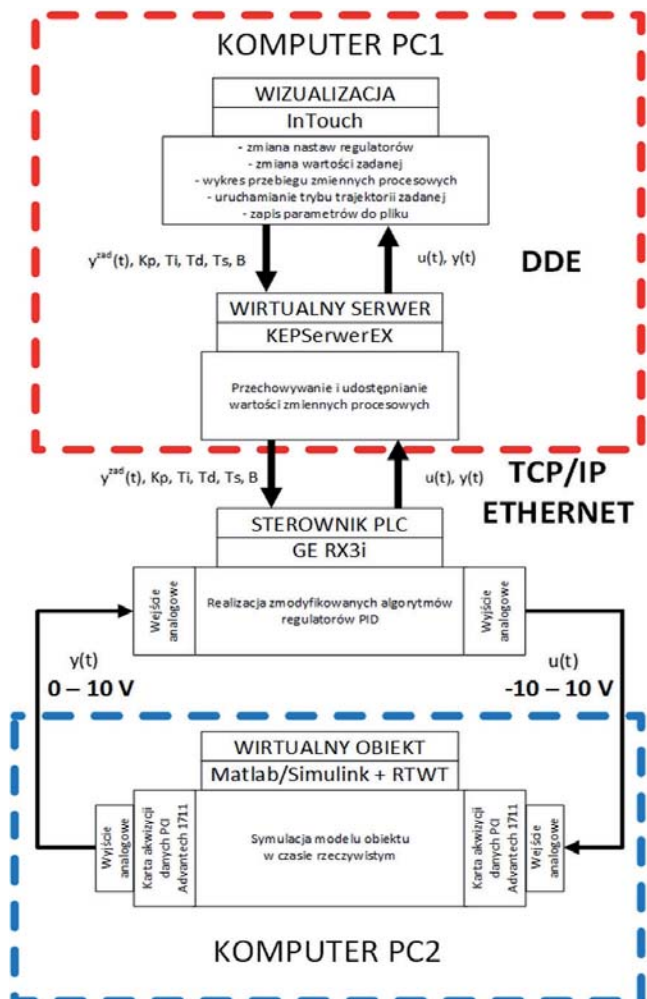 KOMPUTER PC1
WIZUALIZACJA
InTouch
- zmiana nastaw regulatorów
- zmiana wartości zadanej
- wykres przebiegu zmiennych procesowych
- uruchamianie trybu trajektorii zadanej
- zapis parametrów do pliku
y^zad(t), Kp, Ti, Td, Ts, B
u(t), y(t)
DDE
WIRTUALNY SERWER
KEPSerwerEX
Przechowywanie i udostępnianie
wartości zmiennych procesowych
y^zad(t), Kp, Ti, Td, Ts, B
u(t), y(t)
TCP/IP
ETHERNET
STEROWNIK PLC
GE RX3i
Wejście
analogowe
Realizacja zmodyfikowanych algorytmów
regulatorów PID
Wyjście
analogowe
y(t)
0 – 10 V
u(t)
-10 – 10 V
WIRTUALNY OBIEKT
Matlab/Simulink + RTWT
Wyjście
analogowe
Karta akwizycji
danych PCI
Advantech 1711
Symulacja modelu obiektu
w czasie rzeczywistym
Karta akwizycji
danych PCI
Advantech 1711
Wejście
analogowe
KOMPUTER PC2